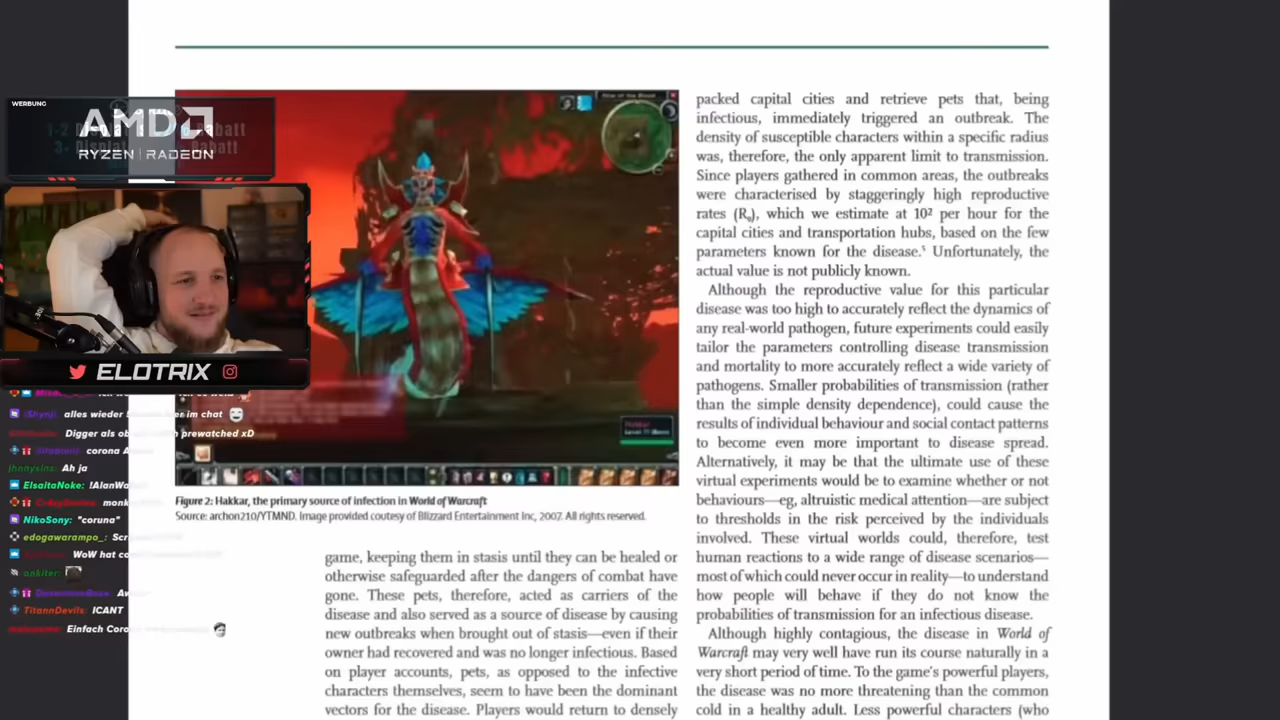 WERBUNG
AMD
RYZEN | RADEON
ELOTRIX
alles wieder
im chat
Digger als
prewatched xD
corona
Ah ja
ElsaitaNoke:
NikoSony: "coruna"
edogawarampo_:
WoW hat
ankiter:
TitannDevils: ICANT
Einfach
Figure 2: Hakkar, the primary source of infection in World of Warcraft
Source: archon210/YTMND. Image provided coutesy of Blizzard Entertainment Inc, 2007. All rights reserved.
game, keeping them in stasis until they can be healed or
otherwise safeguarded after the dangers of combat have
gone. These pets, therefore, acted as carriers of the
disease and also served as a source of disease by causing
new outbreaks when brought out of stasis—even if their
owner had recovered and was no longer infectious. Based
on player accounts, pets, as opposed to the infective
characters themselves, seem to have been the dominant
vectors for the disease. Players would return to densely
packed capital cities and retrieve pets that, being
infectious, immediately triggered an outbreak. The
density of susceptible characters within a specific radius
was, therefore, the only apparent limit to transmission.
Since players gathered in common areas, the outbreaks
were characterised by staggeringly high reproductive
rates (R₀), which we estimate at 10² per hour for the
capital cities and transportation hubs, based on the few
parameters known for the disease.⁵ Unfortunately, the
actual value is not publicly known.
Although the reproductive value for this particular
disease was too high to accurately reflect the dynamics of
any real-world pathogen, future experiments could easily
tailor the parameters controlling disease transmission
and mortality to more accurately reflect a wide variety of
pathogens. Smaller probabilities of transmission (rather
than the simple density dependence), could cause the
results of individual behaviour and social contact patterns
to become even more important to disease spread.
Alternatively, it may be that the ultimate use of these
virtual experiments would be to examine whether or not
behaviours—eg, altruistic medical attention—are subject
to thresholds in the risk perceived by the individuals
involved. These virtual worlds could, therefore, test
human reactions to a wide range of disease scenarios—
most of which could never occur in reality—to understand
how people will behave if they do not know the
probabilities of transmission for an infectious disease.
Although highly contagious, the disease in World of
Warcraft may very well have run its course naturally in a
very short period of time. To the game's powerful players,
the disease was no more threatening than the common
cold in a healthy adult. Less powerful characters (who